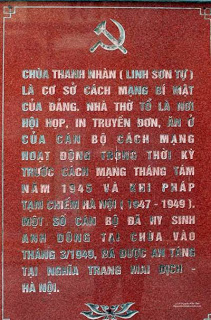 CHÙA THANH NHÀN ( LINH SƠN TỰ )
LÀ CƠ SỞ CÁCH MẠNG BÍ MẬT
CỦA ĐẢNG. NHÀ THỜ TỔ LÀ NƠI
HỘI HỌP, IN TRUYỀN ĐƠN, ĂN Ở
CỦA CÁN BỘ CÁCH MẠNG
HOẠT ĐỘNG TRONG THỜI KỲ
TRƯỚC CÁCH MẠNG THÁNG TÁM
NĂM 1945 VÀ KHI PHÁP
TẠM CHIẾM HÀ NỘI ( 1947 - 1949 ).
MỘT SỐ CÁN BỘ ĐÃ HY SINH
ANH DŨNG TẠI CHÙA VÀO
THÁNG 3/1949, ĐÃ ĐƯỢC AN TÁNG
TẠI NGHĨA TRANG MAI DỊCH -
HÀ NỘI.